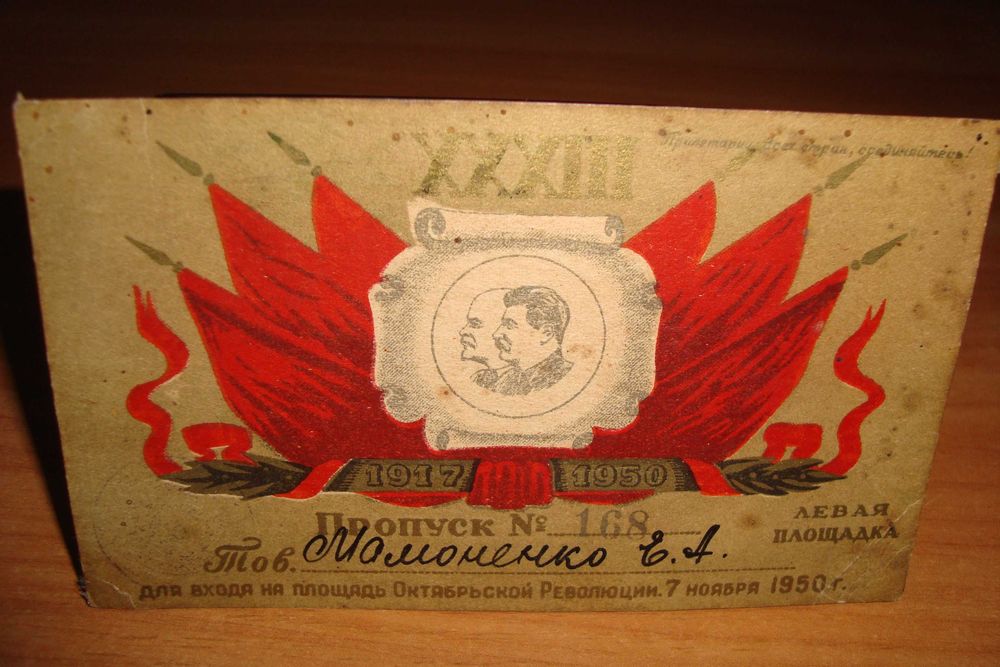 XXXIII
Пролетарии всех стран, соединяйтесь!
1917 1950
Пропуск № 168
ЛЕВАЯ
ПЛОЩАДКА
Тов. Мамоненко Е. А.
для входа на площадь Октябрьской Революции. 7 ноября 1950 г.